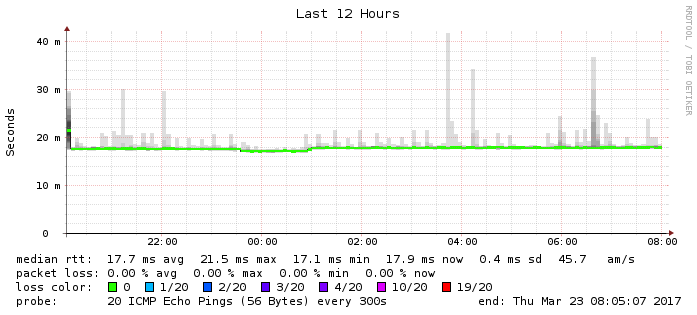 Last 12 Hours
RRDTOOL / TOBI OETIKER
Seconds
40 m
30 m
20 m
10 m
0
22:00 00:00 02:00 04:00 06:00 08:00
median rtt: 17.7 ms avg 21.5 ms max 17.1 ms min 17.9 ms now 0.4 ms sd 45.7 am/s
packet loss: 0.00 % avg 0.00 % max 0.00 % min 0.00 % now
loss color: 0 1/20 2/20 3/20 4/20 10/20 19/20
probe: 20 ICMP Echo Pings (56 Bytes) every 300s end: Thu Mar 23 08:05:07 2017